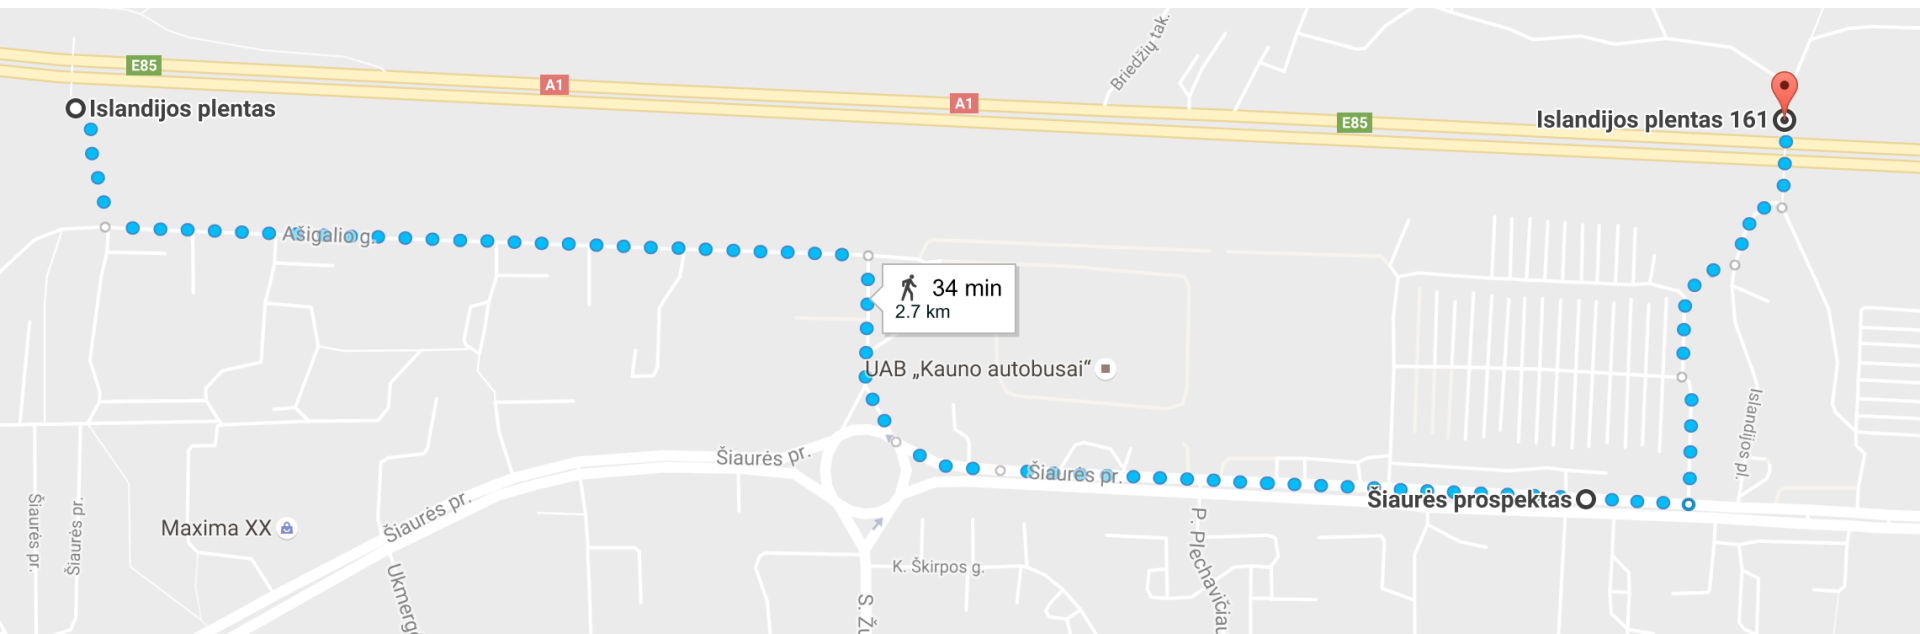 Briedžių tak.
E85
A1
A1
E85
Islandijos plentas
Islandijos plentas 161
Ašigalio g.
34 min
2.7 km
UAB „Kauno autobusai“
Islandijos pl.
Šiaurės pr.
Šiaurės pr.
Šiaurės prospektas
Šiaurės pr.
Maxima XX
Šiaurės pr.
Šiaurės pr.
K. Škirpos g.
P. Plechavičiau
Ukmerg
S. Žu